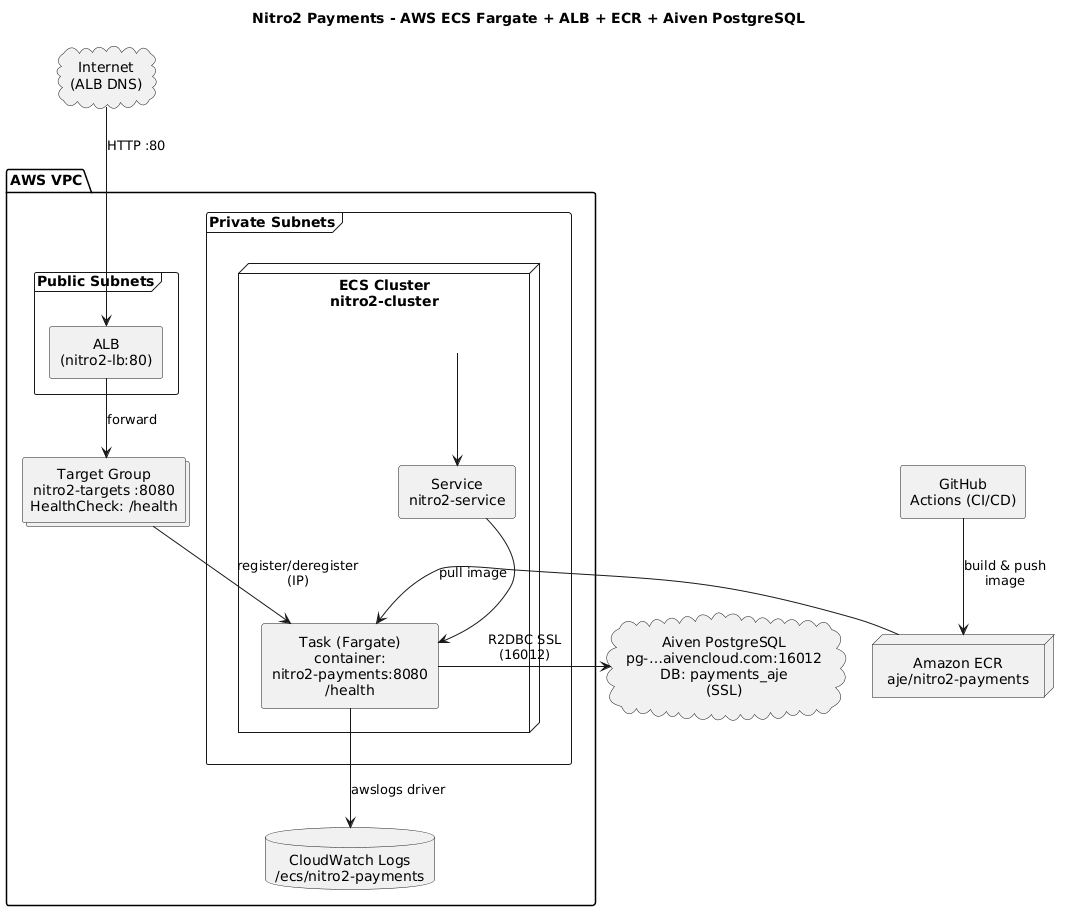 Nitro2 Payments - AWS ECS Fargate + ALB + ECR + Aiven PostgreSQL
Internet
(ALB DNS)
HTTP :80
AWS VPC
Private Subnets
Public Subnets
ECS Cluster
nitro2-cluster
ALB
(nitro2-lb:80)
forward
Target Group
nitro2-targets :8080
HealthCheck: /health
Service
nitro2-service
GitHub
Actions (CI/CD)
register/deregister
(IP)
pull image
build & push
image
Task (Fargate)
container:
nitro2-payments:8080
/health
R2DBC SSL
(16012)
Aiven PostgreSQL
pg-...aivencloud.com:16012
DB: payments_aje
(SSL)
Amazon ECR
aje/nitro2-payments
awslogs driver
CloudWatch Logs
/ecs/nitro2-payments